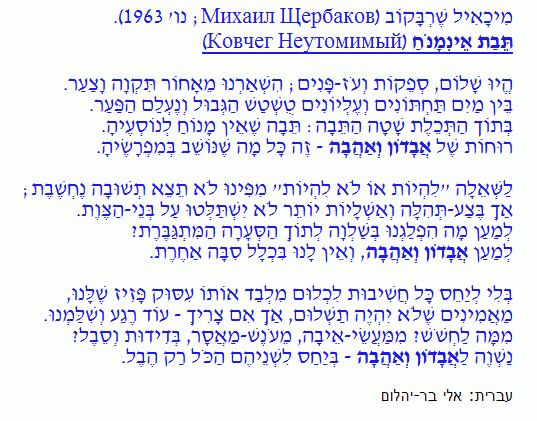 מִיכָאִיל שֶׁרְבָּקוֹב (Михаил Щербаков; נו׳ 1963).
תֵּבַת אֵינִמְנֹחַ (Ковчег Неутомимый)
הֱיוּ שָׁלוֹם, סְפֵקוֹת וְעֹז-פָּנִים; הִשְׁאַרְנוּ מֵאָחוֹר תִּקְוָה וָצַעַר.
בֵּין מַיִם תַּחְתּוֹנִים וְעֶלְיוֹנִים טֻשְׁטַשׁ הַגְּבוּל וְנֶעְלַם הַפַּעַר.
בְּתוֹךְ הַתְּכֵלֶת שָׁטָה הַתֵּבָה: תֵּבָה שֶׁאֵין מָנוֹחַ לְנוֹסְעֶיהָ.
רוּחוֹת שֶׁל אֲבָדוֹן וְאַהֲבָה - זֶה כָּל מָה שֶׁנּוֹשֵׁב בְּמִפְרָשֶׂיהָ.
לַשְּׁאֵלָה ״לִהְיוֹת אוֹ לֹא לִהְיוֹת״ מִפִּינוּ לֹא תֵצֵא תְשׁוּבָה נֶחְשֶׁבֶת;
אַךְ בֶּצַע-תְּהִלָּה וְאַשְׁלָיוֹת יוֹתֵר לֹא יִשְׁתַּלְּטוּ עַל בְּנֵי-הַצֶּוֶת.
לְמַעַן מָה הִפְלַגְנוּ בְּשַׁלְוָה לְתוֹךְ הַסְּעָרָה הַמִּתְגַּבֶּרֶת?
לְמַעַן אֲבָדוֹן וְאַהֲבָה, וְאֵין לָנוּ בִּכְלָל סִבָּה אַחֶרֶת.
בְּלִי לְיַחֵס כָּל חֲשִׁיבוּת לִכְלוּם מִלְּבַד אוֹתוֹ עִסּוּק פָּזִיז שֶׁלָּנוּ,
מַאֲמִינִים שֶׁלֹּא יִהְיֶה תַשְׁלוּם, אַךְ אִם צָרִיךְ - עוֹד רֶגַע וְשִׁלַּמְנוּ.
מִמָּה לַחְשֹׁשׁ? מִמַּעֲשֵׂי-אֵיבָה, מֵעֹנֶשׁ-מַאֲסָר, בְּדִידוּת וְסֵבֶל?
נַשְׁוֶה לַאֲבָדוֹן וְאַהֲבָה - בְּיַחַס לִשְׁנֵיהֶם הַכֹּל רַק הֶבֶל.
עברית: אלי בר-יהלום